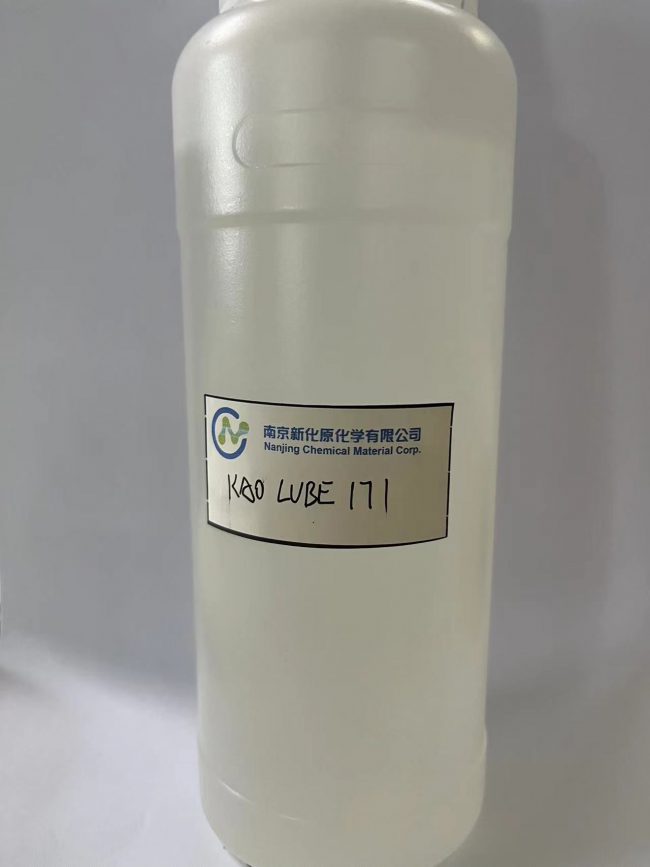 南京新化原化学有限公司
Nanjing Chemical Material Corp.
KAO LUBE 171